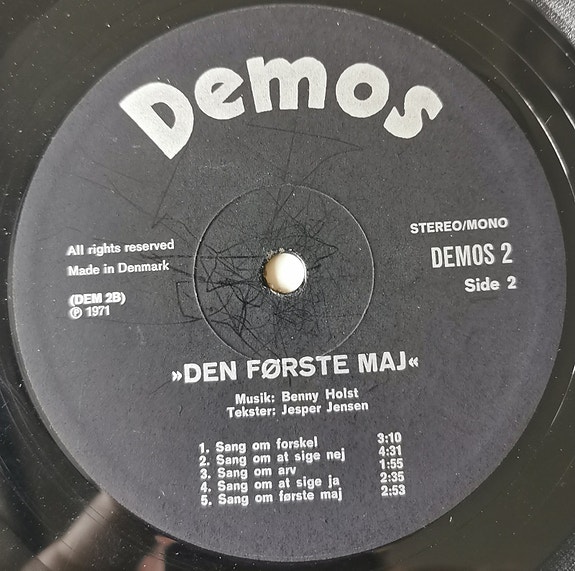 Demos
All rights reserved
Made in Denmark
(DEM 2B)
℗ 1971
STEREO/MONO
DEMOS 2
Side 2
»DEN FØRSTE MAJ«
Musik: Benny Holst
Tekster: Jesper Jensen
1. Sang om forskel 3:10
2. Sang om at sige nej 4:31
3. Sang om arv 1:55
4. Sang om at sige ja 2:35
5. Sang om første maj 2:53